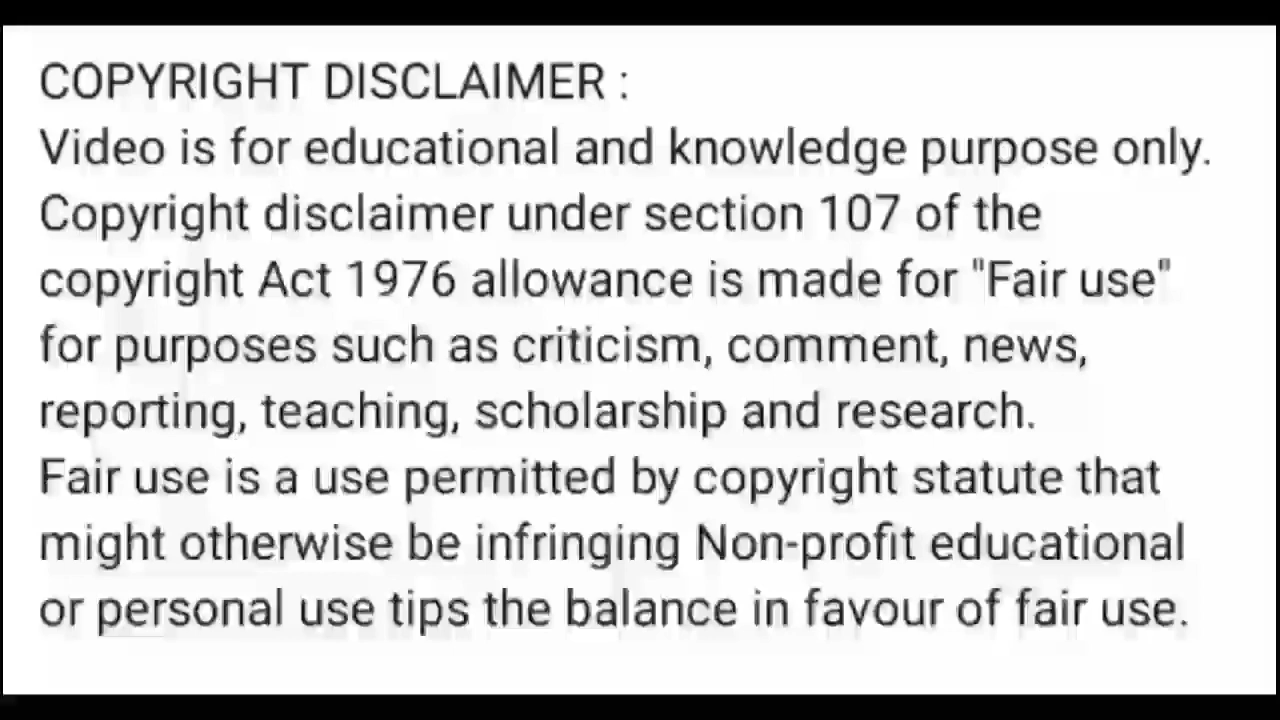 COPYRIGHT DISCLAIMER :
Video is for educational and knowledge purpose only.
Copyright disclaimer under section 107 of the
copyright Act 1976 allowance is made for "Fair use"
for purposes such as criticism, comment, news,
reporting, teaching, scholarship and research.
Fair use is a use permitted by copyright statute that
might otherwise be infringing Non-profit educational
or personal use tips the balance in favour of fair use.